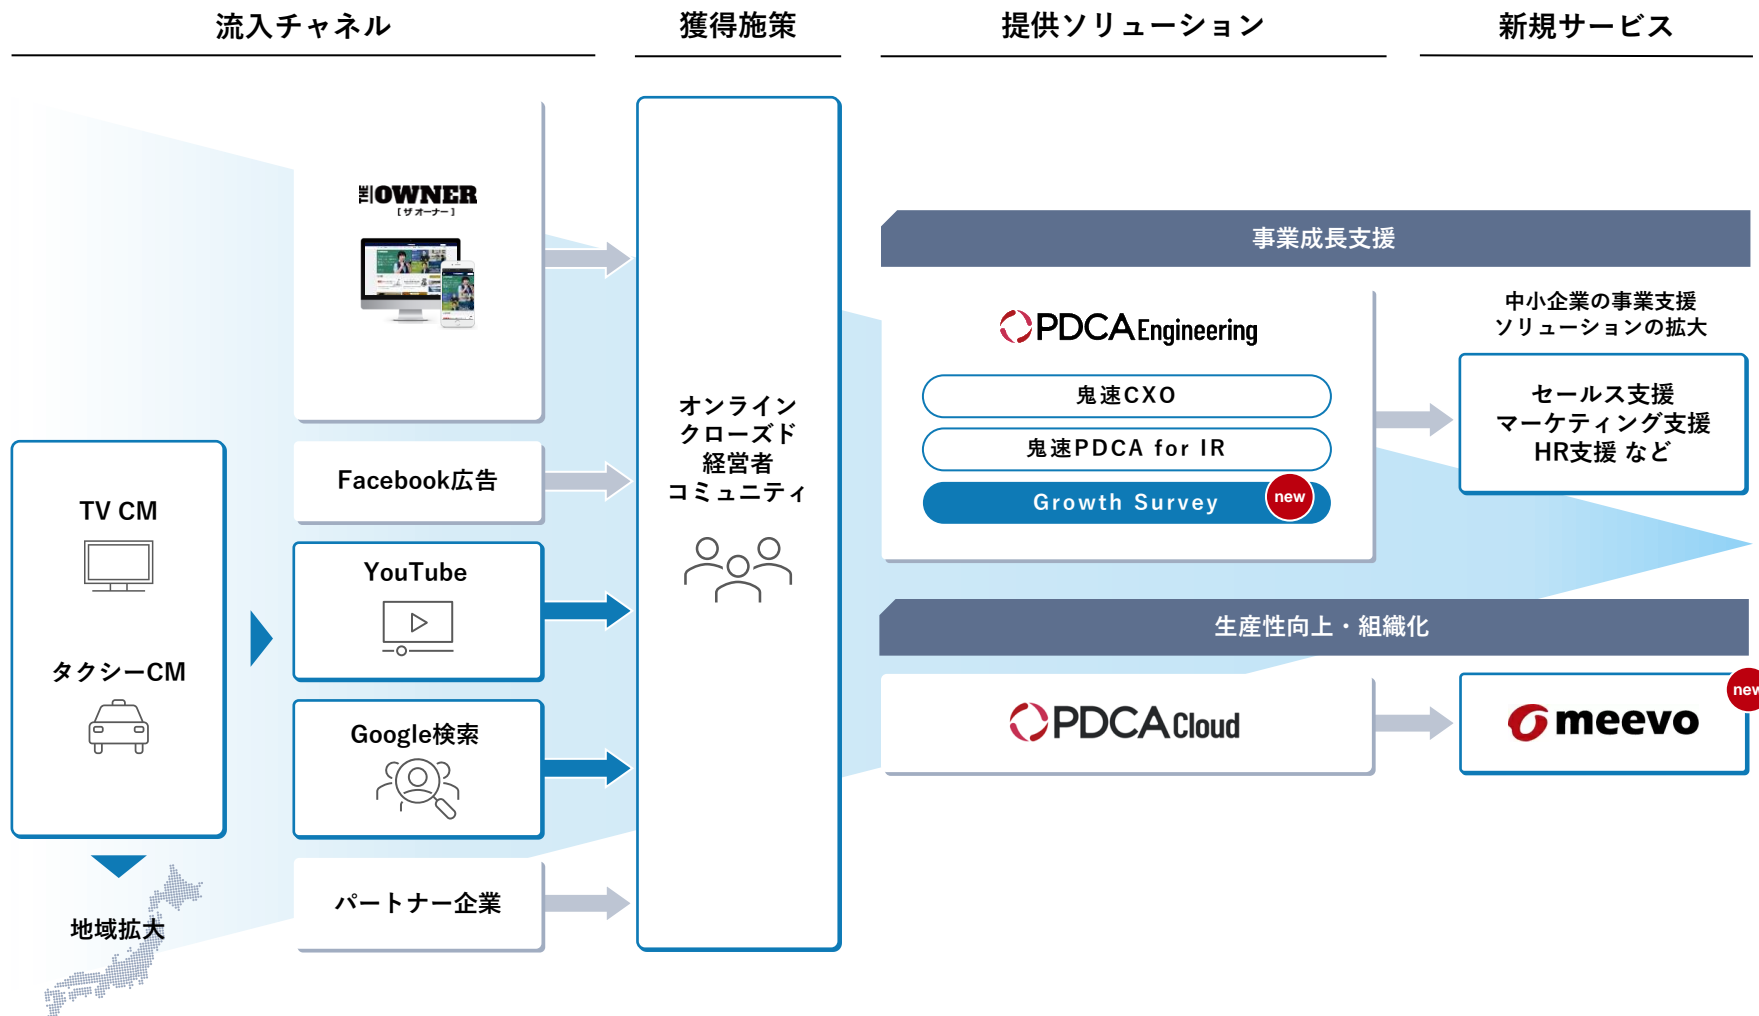 流入チャネル
獲得施策
提供ソリューション
新規サービス
THE OWNER
[ ザ オーナー ]
TV CM
タクシーCM
地域拡大
Facebook広告
YouTube
Google検索
パートナー企業
オンライン
クローズド
経営者
コミュニティ
事業成長支援
PDCA Engineering
鬼速CXO
鬼速PDCA for IR
Growth Survey
new
中小企業の事業支援
ソリューションの拡大
セールス支援
マーケティング支援
HR支援 など
生産性向上・組織化
PDCA Cloud
meevo
new